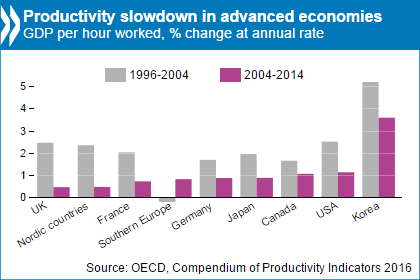 Productivity slowdown in advanced economies
GDP per hour worked, % change at annual rate
1996-2004 2004-2014
5
4
3
2
1
0
UK
Nordic countries
France
Southern Europe
Germany
Japan
Canada
USA
Korea
Source: OECD, Compendium of Productivity Indicators 2016